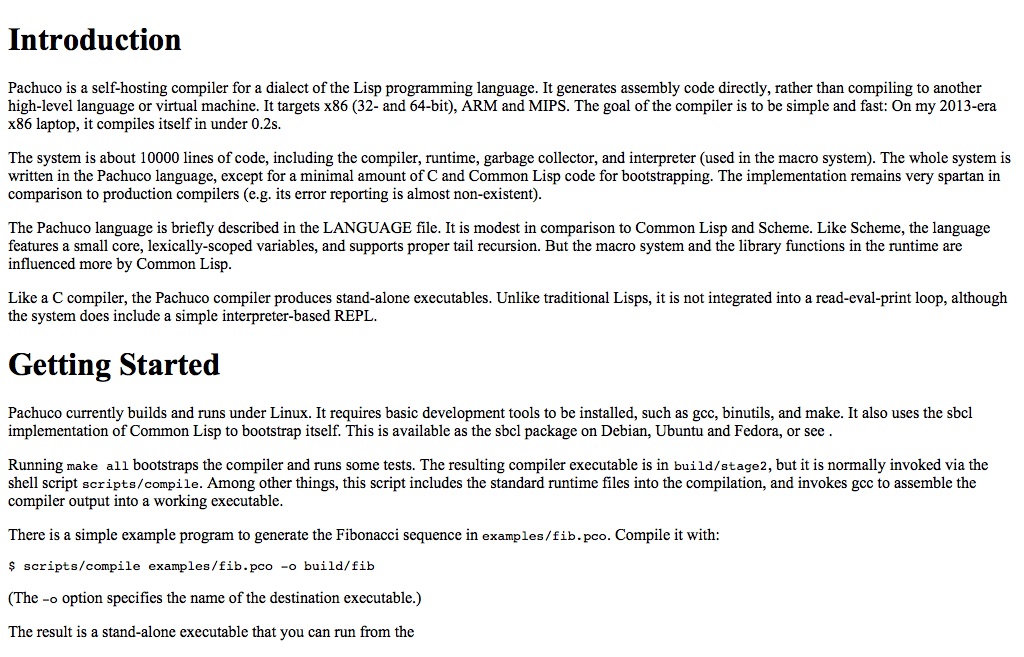 Introduction
Pachuco is a self-hosting compiler for a dialect of the Lisp programming language. It generates assembly code directly, rather than compiling to another
high-level language or virtual machine. It targets x86 (32- and 64-bit), ARM and MIPS. The goal of the compiler is to be simple and fast: On my 2013-era
x86 laptop, it compiles itself in under 0.2s.
The system is about 10000 lines of code, including the compiler, runtime, garbage collector, and interpreter (used in the macro system). The whole system is
written in the Pachuco language, except for a minimal amount of C and Common Lisp code for bootstrapping. The implementation remains very spartan in
comparison to production compilers (e.g. its error reporting is almost non-existent).
The Pachuco language is briefly described in the LANGUAGE file. It is modest in comparison to Common Lisp and Scheme. Like Scheme, the language
features a small core, lexically-scoped variables, and supports proper tail recursion. But the macro system and the library functions in the runtime are
influenced more by Common Lisp.
Like a C compiler, the Pachuco compiler produces stand-alone executables. Unlike traditional Lisps, it is not integrated into a read-eval-print loop, although
the system does include a simple interpreter-based REPL.
Getting Started
Pachuco currently builds and runs under Linux. It requires basic development tools to be installed, such as gcc, binutils, and make. It also uses the sbcl
implementation of Common Lisp to bootstrap itself. This is available as the sbcl package on Debian, Ubuntu and Fedora, or see .
Running make all bootstraps the compiler and runs some tests. The resulting compiler executable is in build/stage2, but it is normally invoked via the
shell script scripts/compile. Among other things, this script includes the standard runtime files into the compilation, and invokes gcc to assemble the
compiler output into a working executable.
There is a simple example program to generate the Fibonacci sequence in examples/fib.pco. Compile it with:
$ scripts/compile examples/fib.pco -o build/fib
(The -o option specifies the name of the destination executable.)
The result is a stand-alone executable that you can run from the